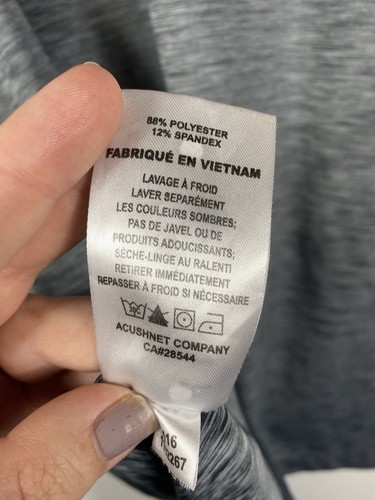 88% POLYESTER
12% SPANDEX
FABRIQUÉ EN VIETNAM
LAVAGE À FROID
LAVER SEPARÉMENT
LES COULEURS SOMBRES;
PAS DE JAVEL OU DE
PRODUITS ADOUCISSANTS;
SÈCHE-LINGE AU RALENTI
RETIRER IMMÉDIATEMENT
REPASSER À FROID SI NÉCESSAIRE
ACUSHNET COMPANY
CA#28544